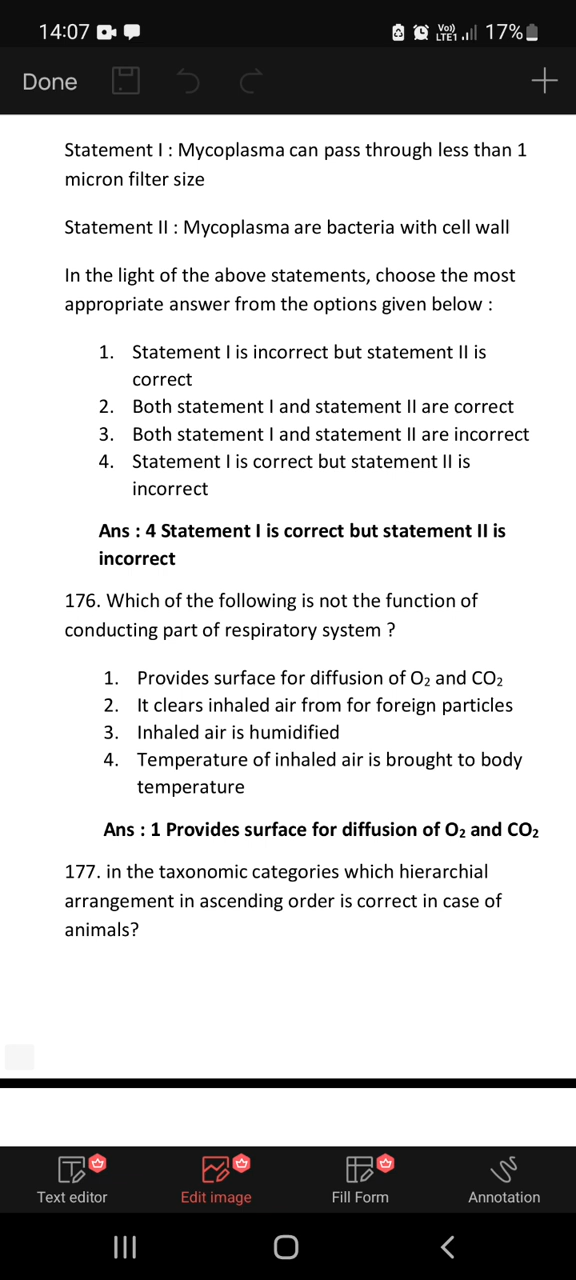 14:07
Vo))
LTE1
17%
Done
Statement I : Mycoplasma can pass through less than 1
micron filter size
Statement II : Mycoplasma are bacteria with cell wall
In the light of the above statements, choose the most
appropriate answer from the options given below :
1. Statement I is incorrect but statement II is
correct
2. Both statement I and statement II are correct
3. Both statement I and statement II are incorrect
4. Statement I is correct but statement II is
incorrect
Ans : 4 Statement I is correct but statement II is
incorrect
176. Which of the following is not the function of
conducting part of respiratory system ?
1. Provides surface for diffusion of O₂ and CO₂
2. It clears inhaled air from for foreign particles
3. Inhaled air is humidified
4. Temperature of inhaled air is brought to body
temperature
Ans : 1 Provides surface for diffusion of O₂ and CO₂
177. in the taxonomic categories which hierarchial
arrangement in ascending order is correct in case of
animals?
Text editor
Edit image
Fill Form
Annotation